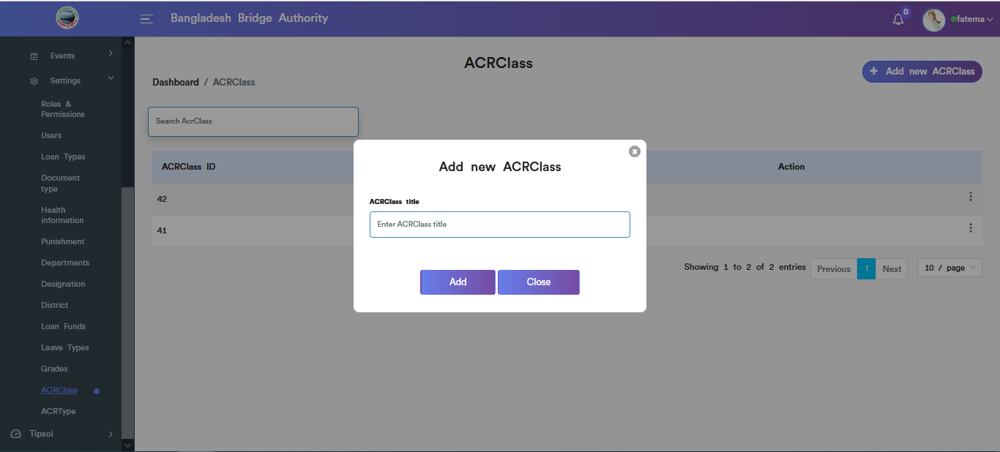 Bangladesh Bridge Authority
0
fatema
Events
Settings
Roles &
Permissions
Users
Loan Types
Document
type
Health
information
Punishment
Departments
Designation
District
Loan Funds
Leave Types
Grades
ACRClass
ACRType
Tipsoi
ACRClass
Dashboard / ACRClass
+ Add new ACRClass
Search AcrClass
ACRClass ID
Action
42
41
Showing 1 to 2 of 2 entries
Previous
1
Next
10 / page
Add new ACRClass
ACRClass title
Enter ACRClass title
Add
Close